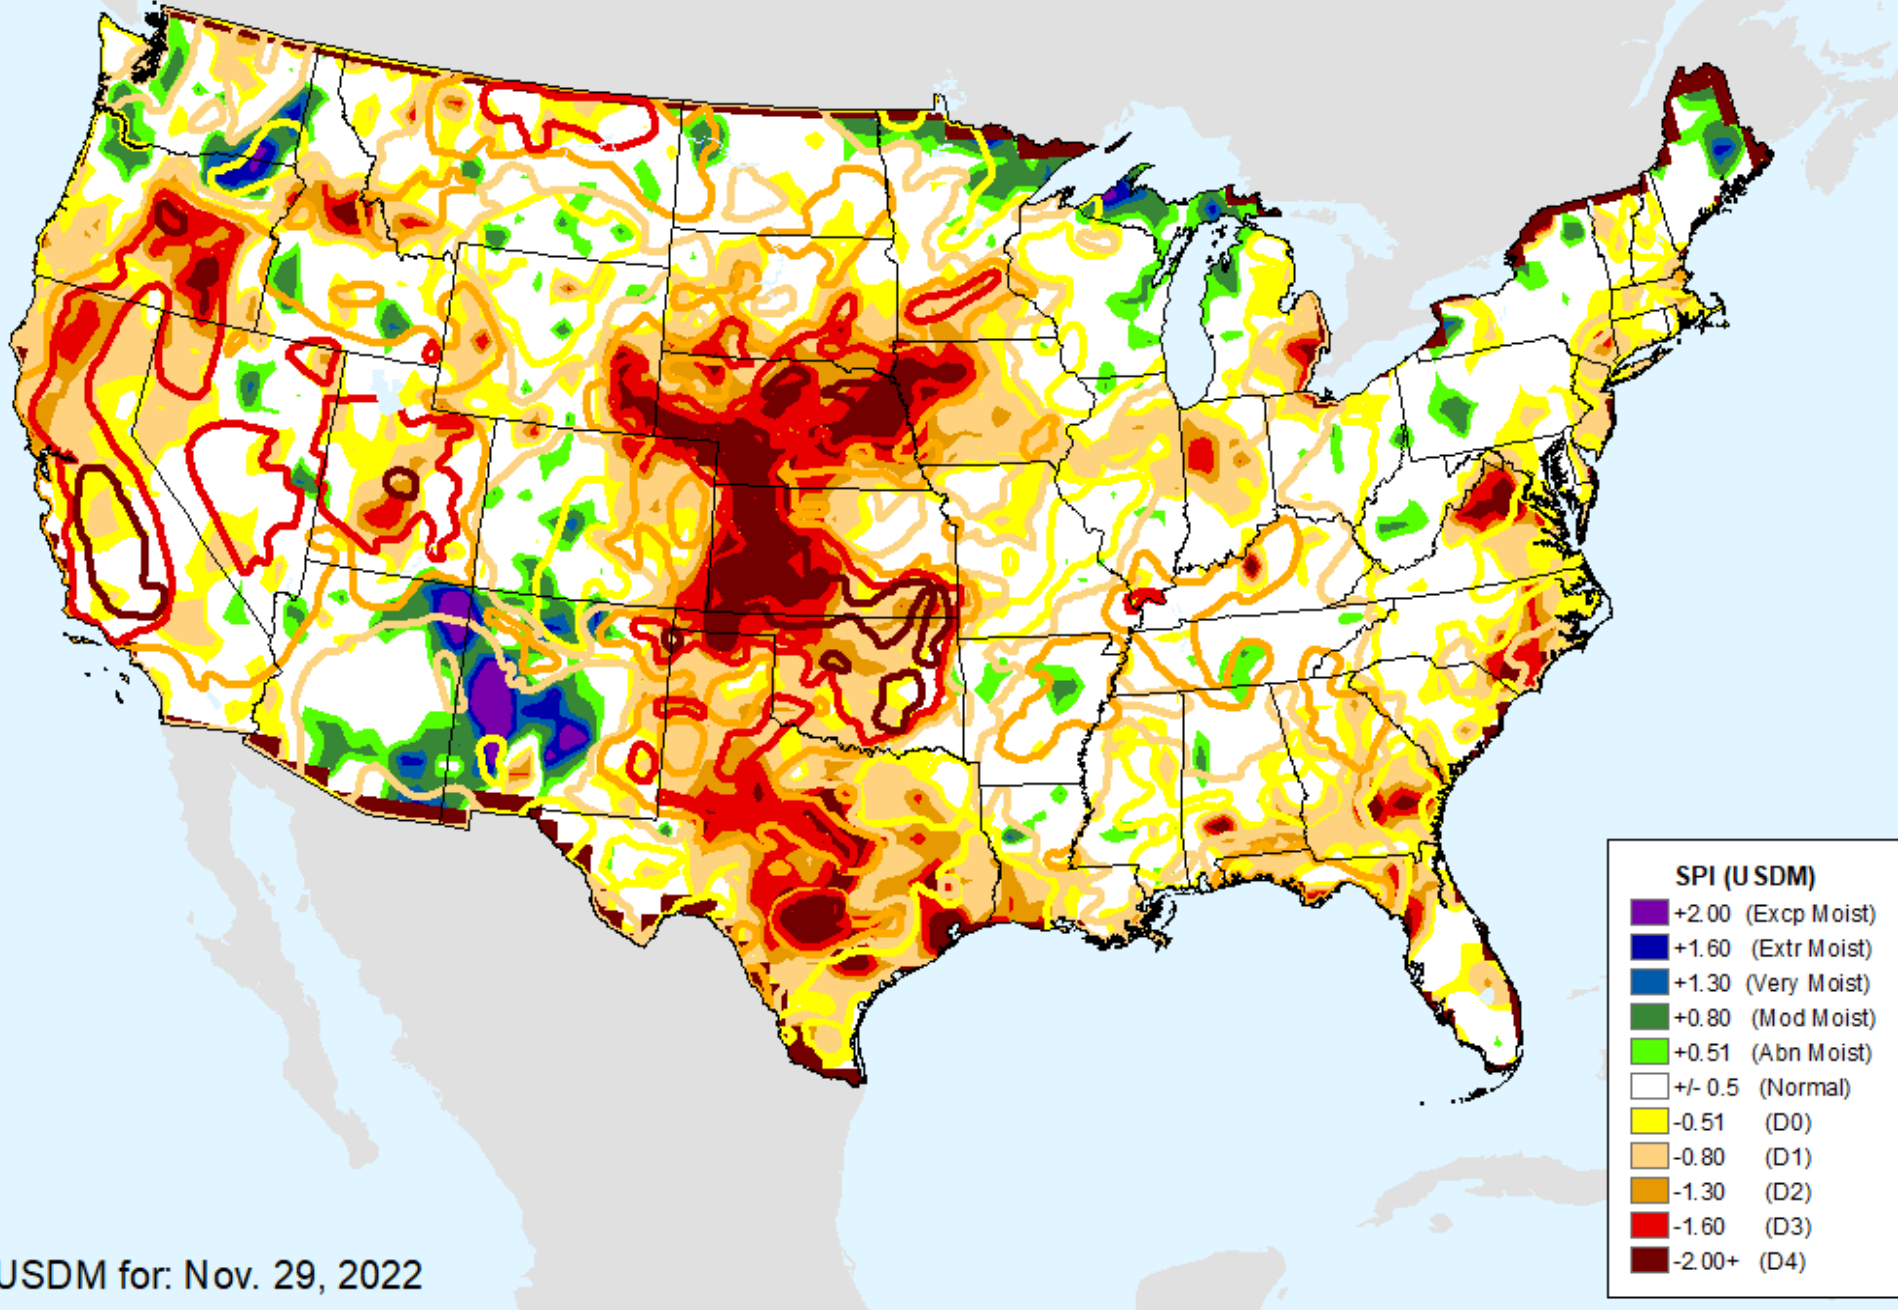 SPI (USDM)
+2.00 (Excp Moist)
+1.60 (Extr Moist)
+1.30 (Very Moist)
+0.80 (Mod Moist)
+0.51 (Abn Moist)
+/- 0.5 (Normal)
-0.51 (D0)
-0.80 (D1)
-1.30 (D2)
-1.60 (D3)
-2.00+ (D4)
USDM for: Nov. 29, 2022